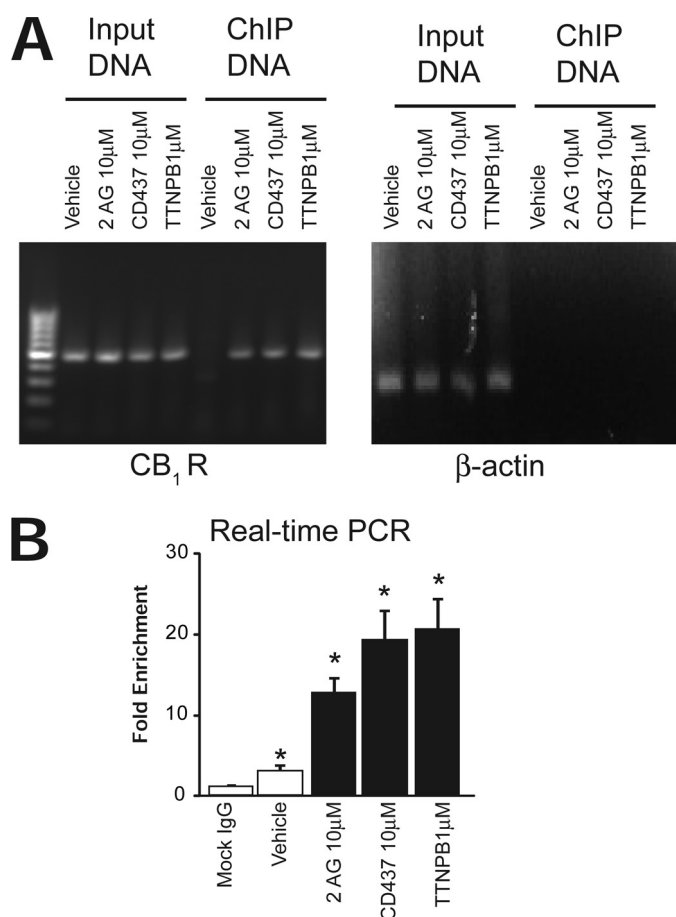 A
Input
DNA
ChIP
DNA
Vehicle
2 AG 10μM
CD437 10μM
TTNPB1μM
Vehicle
2 AG 10μM
CD437 10μM
TTNPB1μM
CB1 R
Input
DNA
ChIP
DNA
Vehicle
2 AG 10μM
CD437 10μM
TTNPB1μM
Vehicle
2 AG 10μM
CD437 10μM
TTNPB1μM
β-actin
B
Real-time PCR
Fold Enrichment
30
20
10
0
*
*
*
*
Mock IgG
Vehicle
2 AG 10μM
CD437 10μM
TTNPB1μM